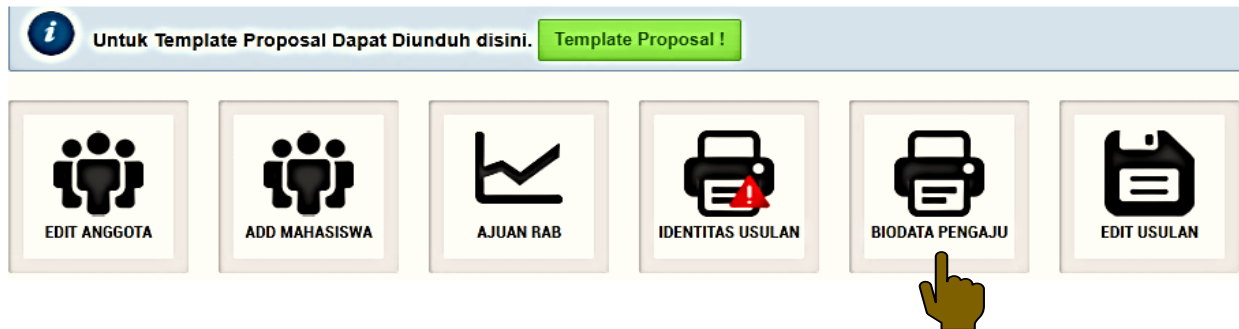 Untuk Template Proposal Dapat Diunduh disini. Template Proposal !
EDIT ANGGOTA ADD MAHASISWA AJUAN RAB IDENTITAS USULAN BIODATA PENGAJU EDIT USULAN